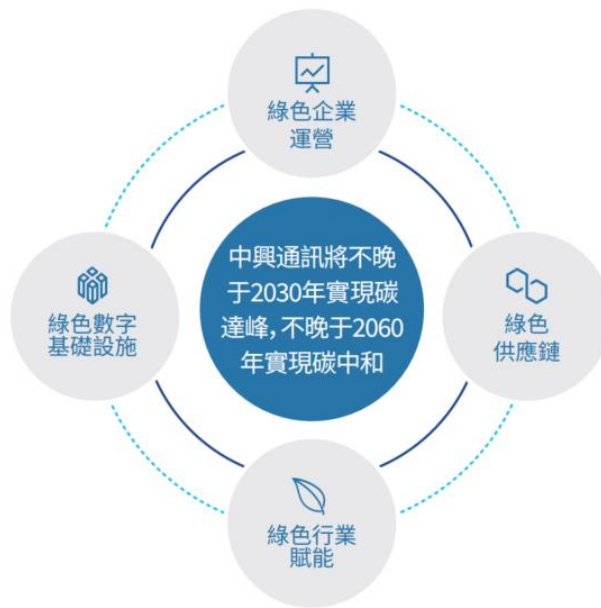 綠色企業
運營
中興通訊將不晚
于2030年實現碳
達峰,不晚于2060
年實現碳中和
綠色數字
基礎設施
綠色
供應鏈
綠色行業
賦能